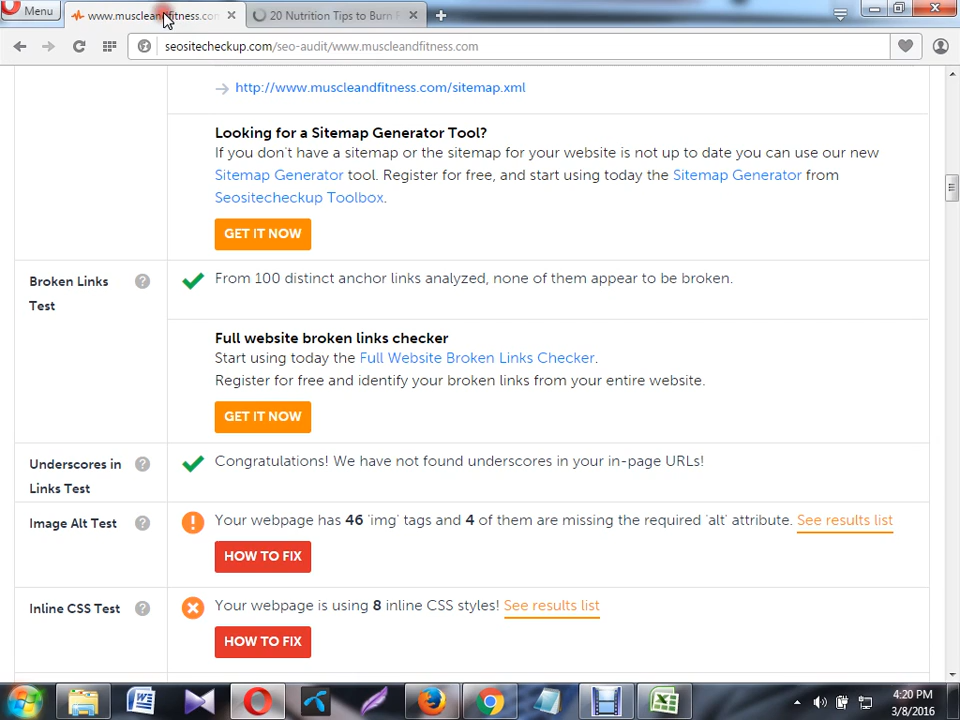 Menu
www.muscleandfitness.com
20 Nutrition Tips to Burn F
seositecheckup.com/seo-audit/www.muscleandfitness.com
http://www.muscleandfitness.com/sitemap.xml
Looking for a Sitemap Generator Tool?
If you don't have a sitemap or the sitemap for your website is not up to date you can use our new
Sitemap Generator tool. Register for free, and start using today the Sitemap Generator from
Seositecheckup Toolbox.
GET IT NOW
Broken Links
Test
?
From 100 distinct anchor links analyzed, none of them appear to be broken.
Full website broken links checker
Start using today the Full Website Broken Links Checker.
Register for free and identify your broken links from your entire website.
GET IT NOW
Underscores in
Links Test
?
Congratulations! We have not found underscores in your in-page URLs!
Image Alt Test
?
Your webpage has 46 'img' tags and 4 of them are missing the required 'alt' attribute. See results list
HOW TO FIX
Inline CSS Test
?
Your webpage is using 8 inline CSS styles! See results list
HOW TO FIX
4:20 PM
3/8/2016